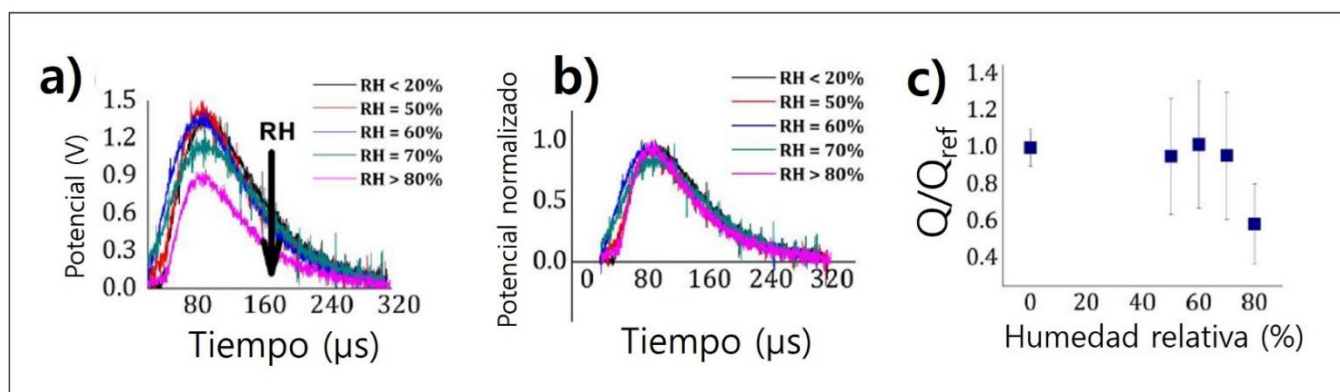 a)
Potencial (V)
1.5
1.2
0.9
0.6
0.3
0.0
80 160 240 320
Tiempo (µs)
RH < 20%
RH = 50%
RH = 60%
RH = 70%
RH > 80%
RH
b)
Potencial normalizado
1.0
0.5
0.0
0 80 160 240 320
Tiempo (µs)
RH < 20%
RH = 50%
RH = 60%
RH = 70%
RH > 80%
c)
Q/Qref
1.4
1.2
1.0
0.8
0.6
0.4
0 20 40 60 80
Humedad relativa (%)